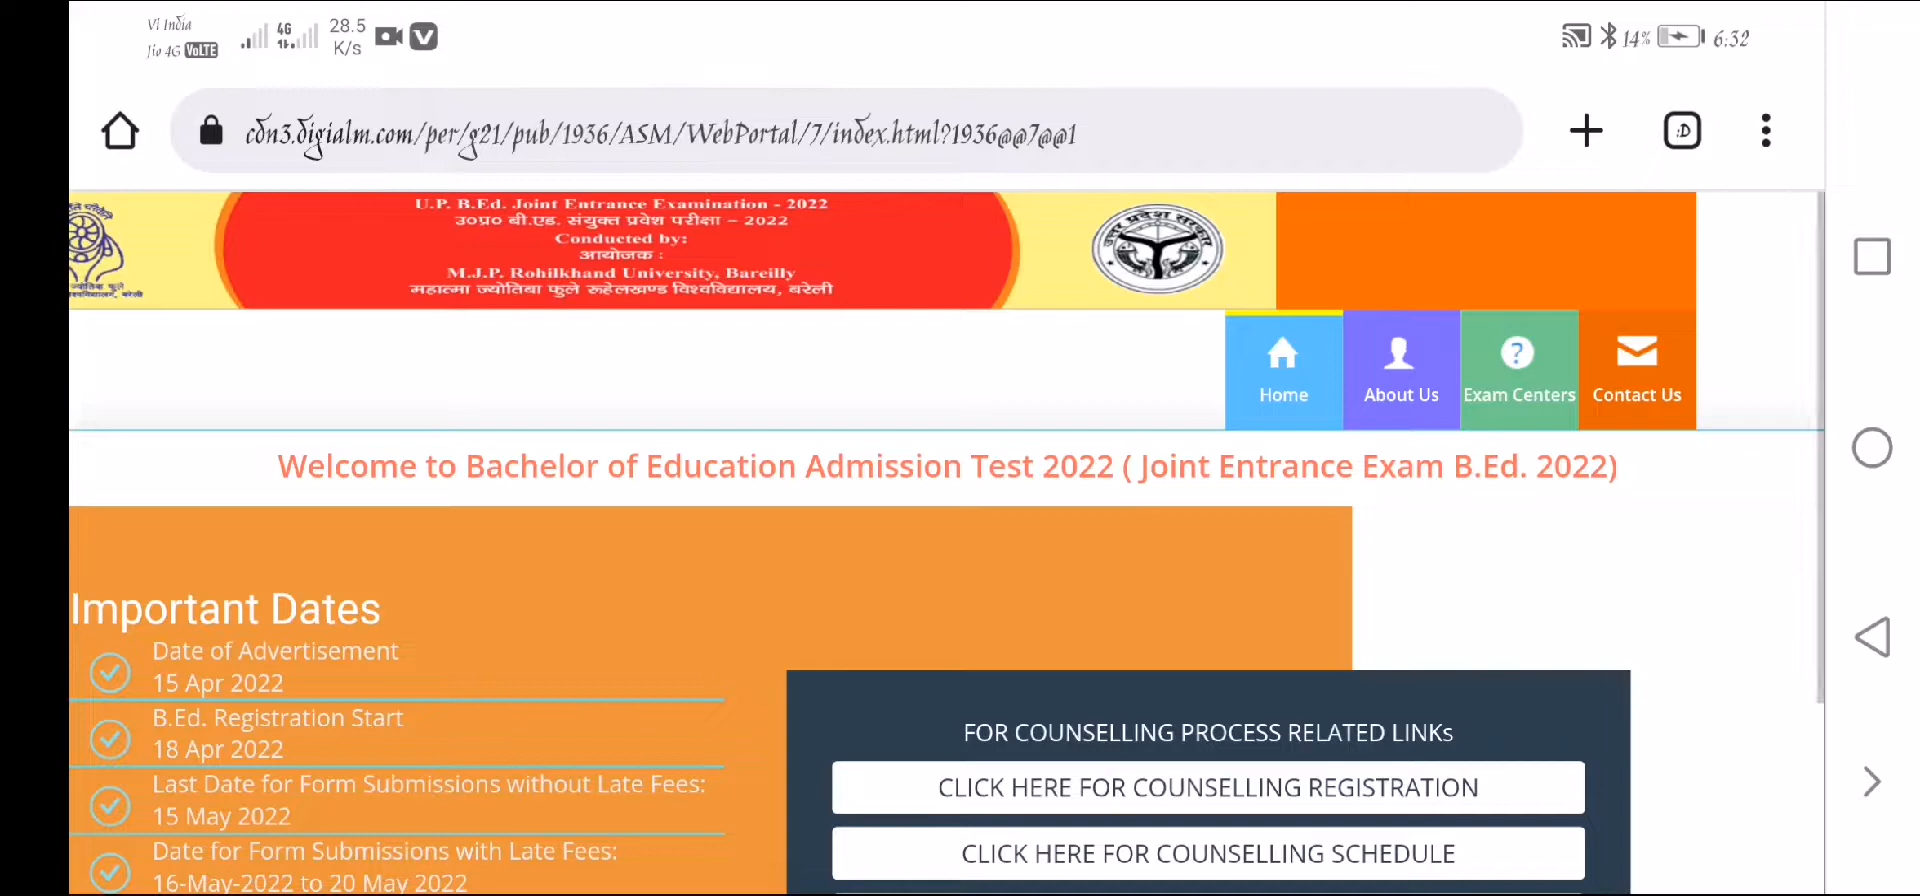 Vi India
Jio 4G VoLTE
4G
28.5
K/s
14%
6:32
cdn3.digialm.com/per/g21/pub/1936/ASM/WebPortal/7/index.html?1936@@7@@1
:D
U.P. B.Ed. Joint Entrance Examination - 2022
उ०प्र० बी.एड. संयुक्त प्रवेश परीक्षा – 2022
Conducted by:
आयोजक :
M.J.P. Rohilkhand University, Bareilly
महात्मा ज्योतिबा फुले रुहेलखण्ड विश्वविद्यालय, बरेली
उत्तर प्रदेश सरकार
Home
About Us
Exam Centers
Contact Us
Welcome to Bachelor of Education Admission Test 2022 ( Joint Entrance Exam B.Ed. 2022)
Important Dates
Date of Advertisement
15 Apr 2022
B.Ed. Registration Start
18 Apr 2022
Last Date for Form Submissions without Late Fees:
15 May 2022
Date for Form Submissions with Late Fees:
16-May-2022 to 20 May 2022
FOR COUNSELLING PROCESS RELATED LINKs
CLICK HERE FOR COUNSELLING REGISTRATION
CLICK HERE FOR COUNSELLING SCHEDULE